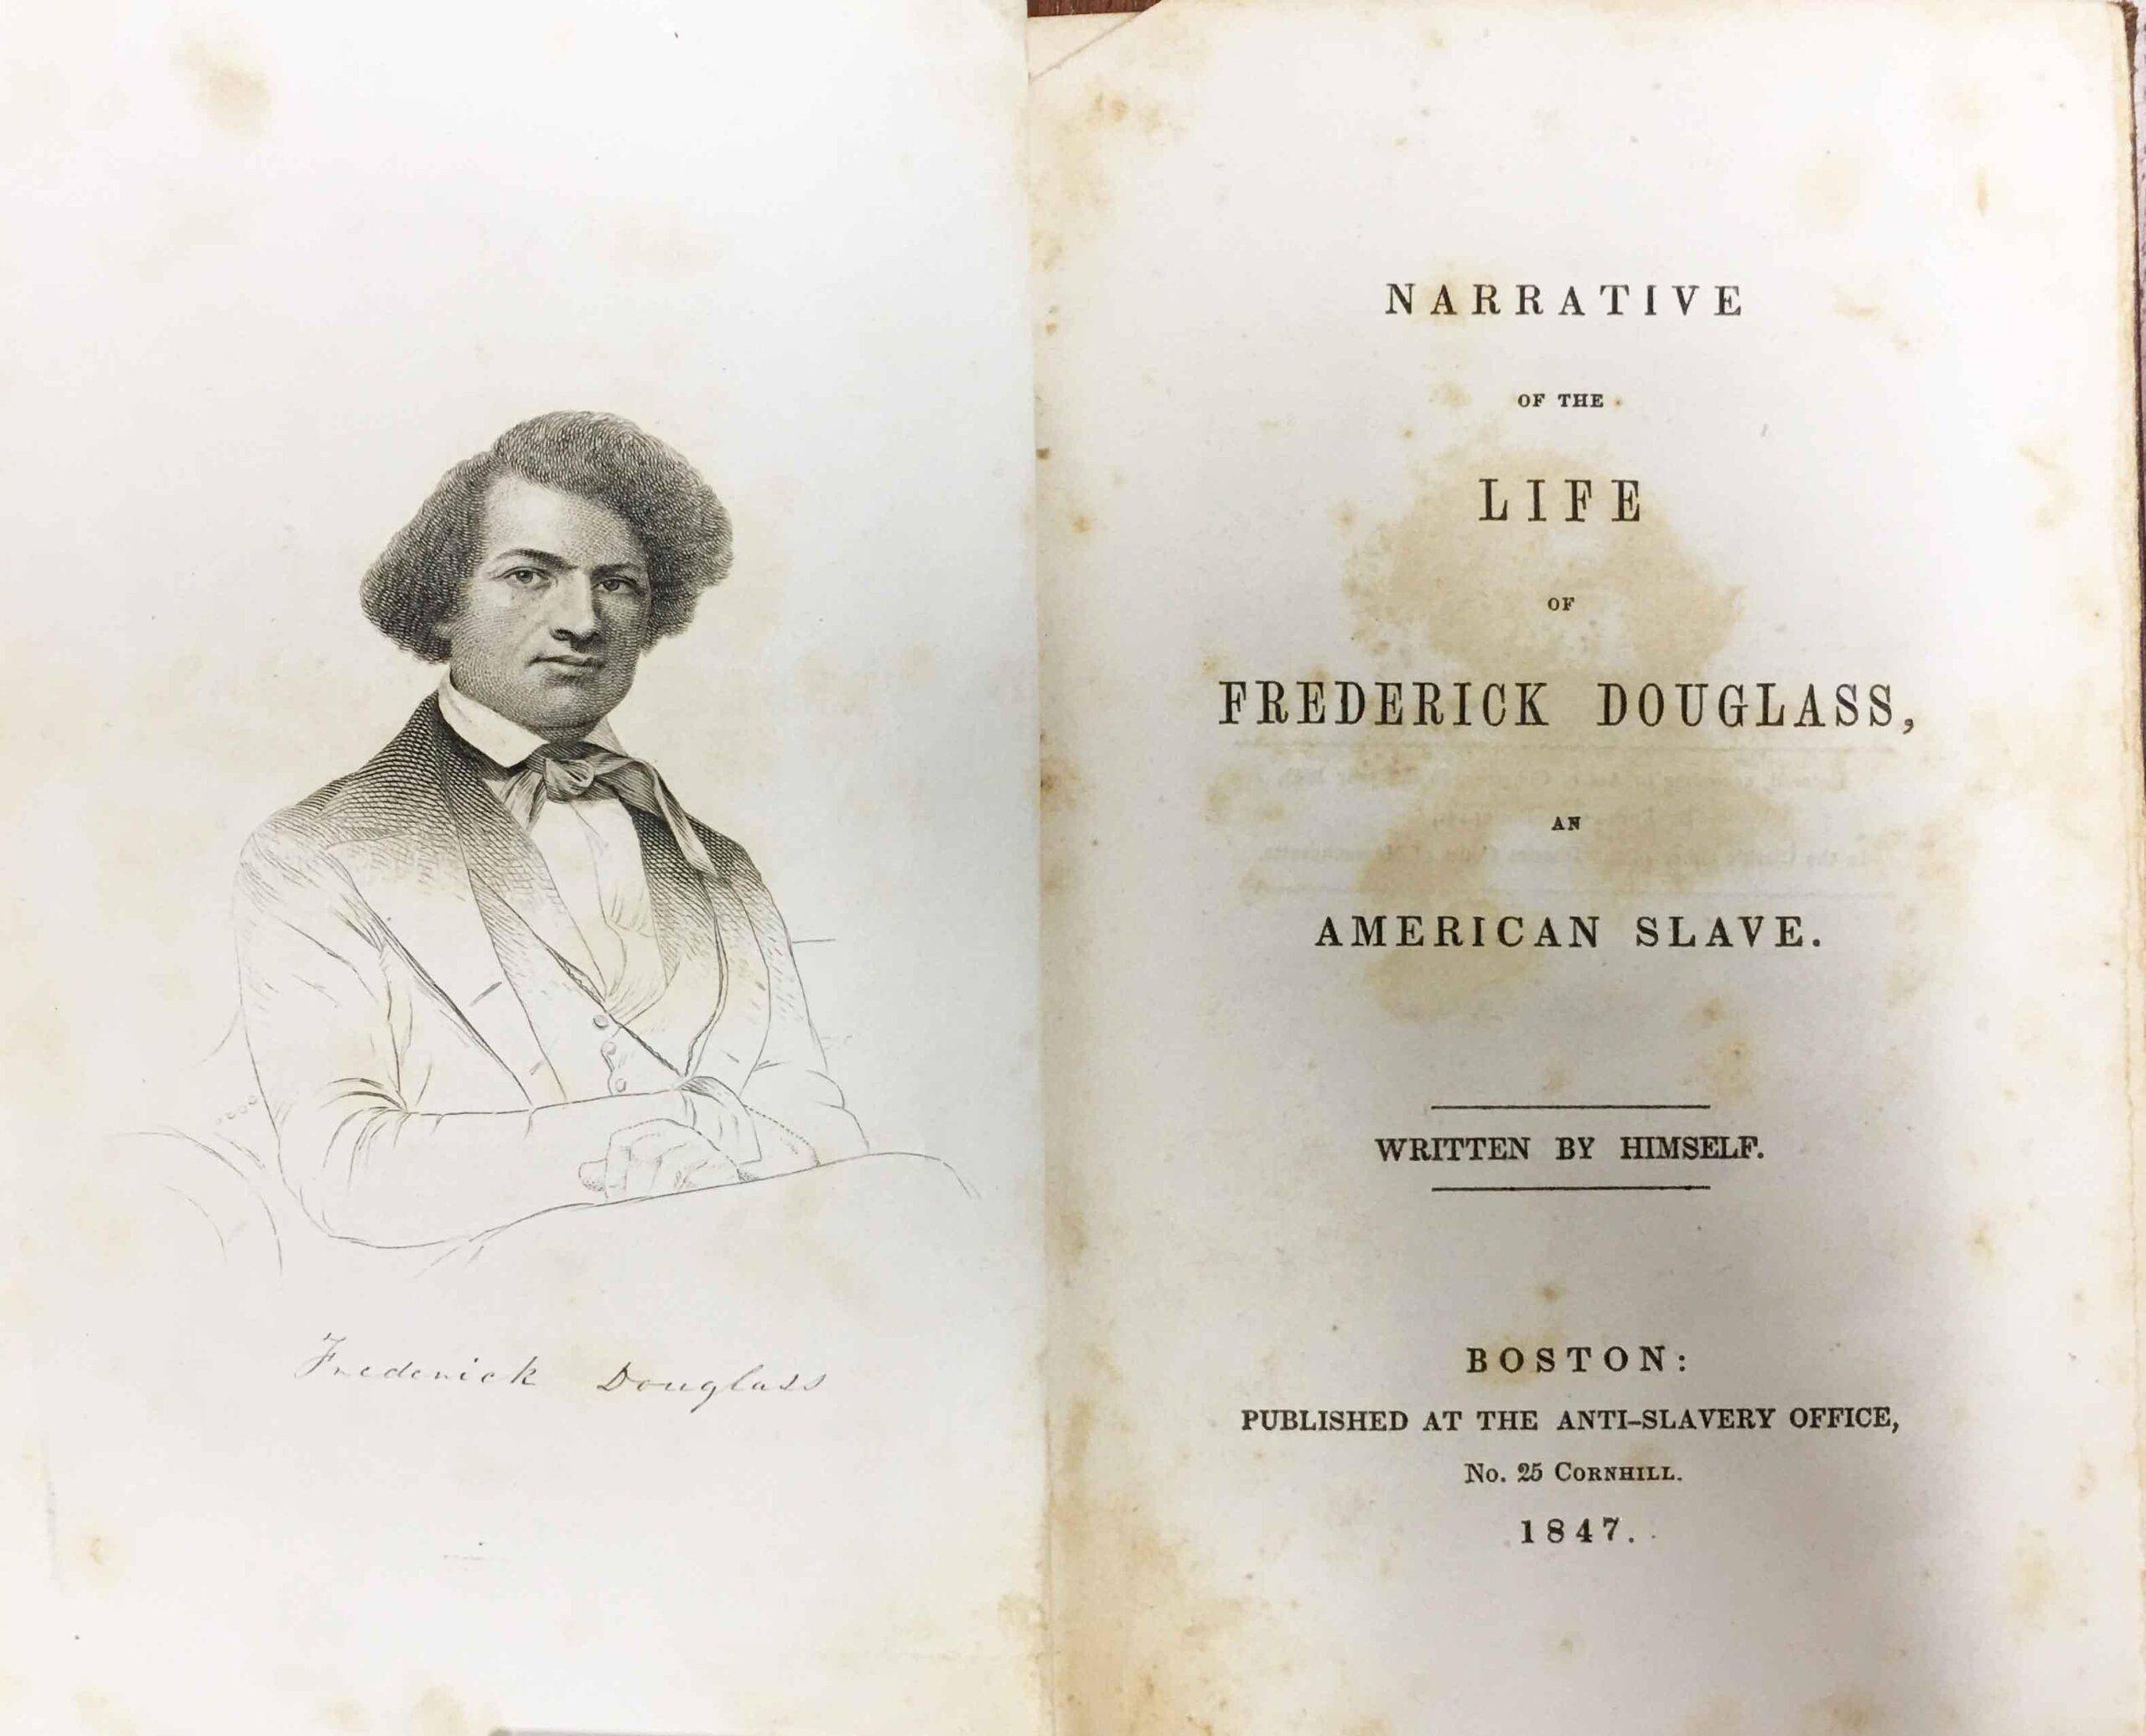 Frederick Douglass
NARRATIVE
OF THE
LIFE
OF
FREDERICK DOUGLASS,
AN
AMERICAN SLAVE.
WRITTEN BY HIMSELF.
BOSTON:
PUBLISHED AT THE ANTI-SLAVERY OFFICE,
No. 25 CORNHILL.
1847.